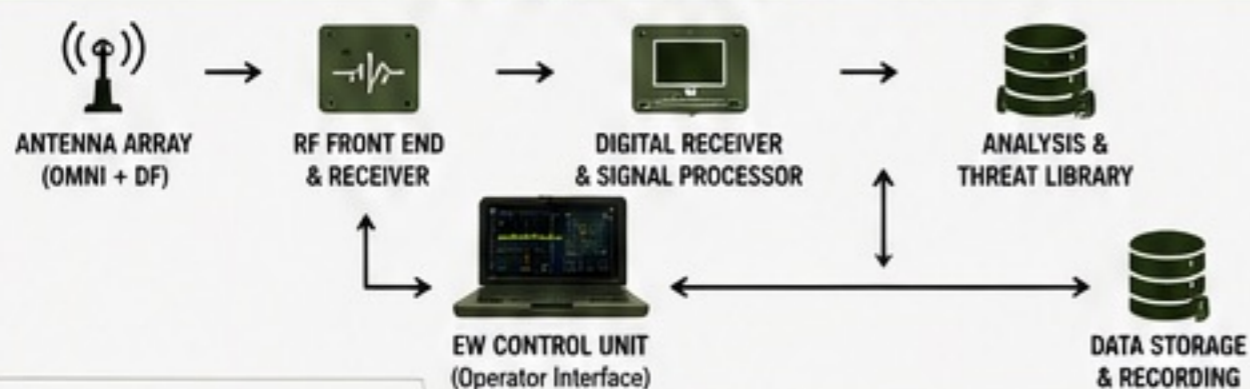 ANTENNA ARRAY
(OMNI + DF)
RF FRONT END
& RECEIVER
DIGITAL RECEIVER
& SIGNAL PROCESSOR
ANALYSIS &
THREAT LIBRARY
EW CONTROL UNIT
(Operator Interface)
DATA STORAGE
& RECORDING